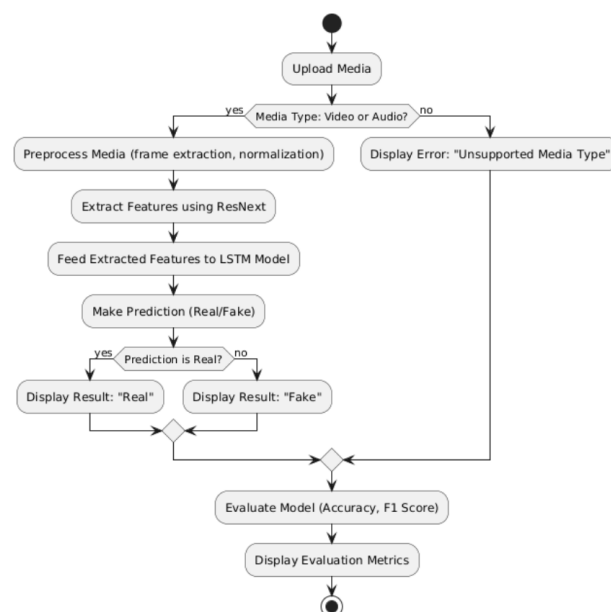 Upload Media
yes
Media Type: Video or Audio?
no
Preprocess Media (frame extraction, normalization)
Display Error: "Unsupported Media Type"
Extract Features using ResNext
Feed Extracted Features to LSTM Model
Make Prediction (Real/Fake)
yes
Prediction is Real?
no
Display Result: "Real"
Display Result: "Fake"
Evaluate Model (Accuracy, F1 Score)
Display Evaluation Metrics